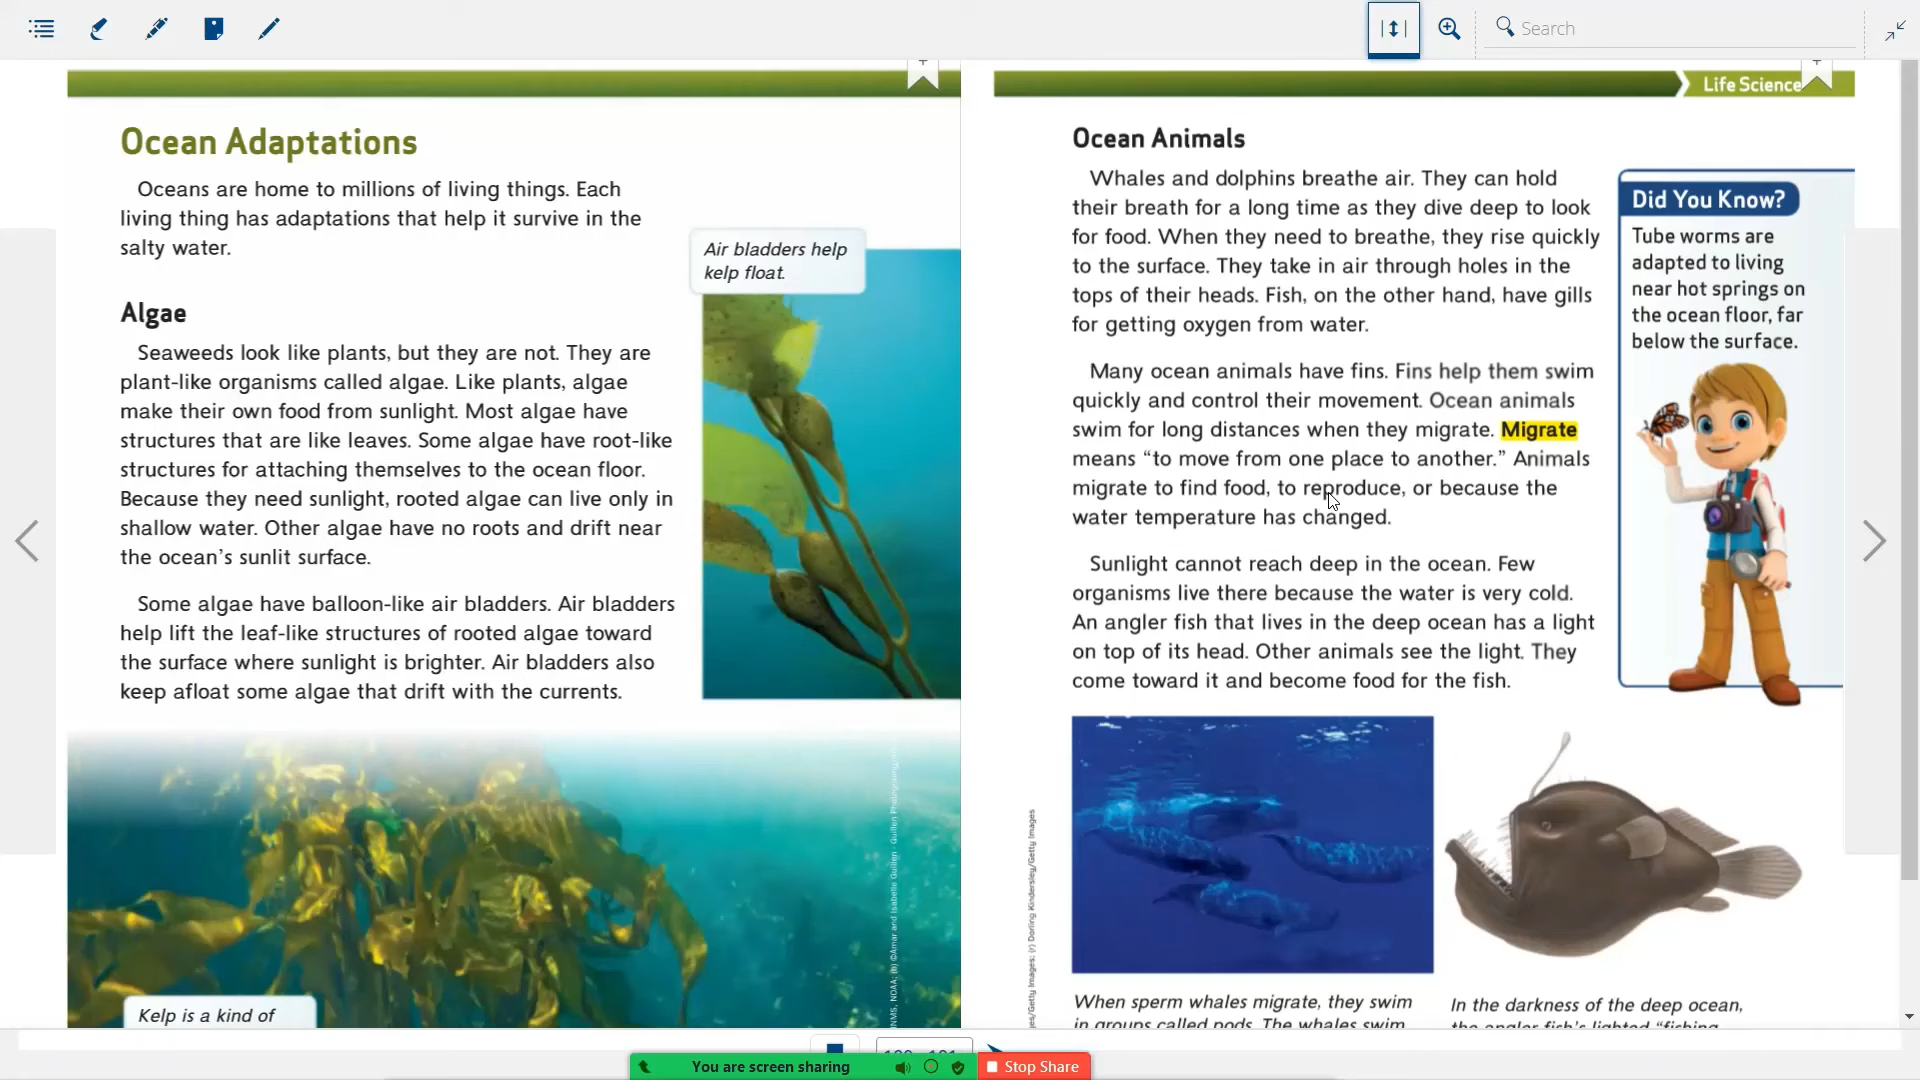 Search
Life Science
Ocean Adaptations
Oceans are home to millions of living things. Each
living thing has adaptations that help it survive in the
salty water.
Air bladders help
kelp float.
Algae
Seaweeds look like plants, but they are not. They are
plant-like organisms called algae. Like plants, algae
make their own food from sunlight. Most algae have
structures that are like leaves. Some algae have root-like
structures for attaching themselves to the ocean floor.
Because they need sunlight, rooted algae can live only in
shallow water. Other algae have no roots and drift near
the ocean's sunlit surface.
Some algae have balloon-like air bladders. Air bladders
help lift the leaf-like structures of rooted algae toward
the surface where sunlight is brighter. Air bladders also
keep afloat some algae that drift with the currents.
Kelp is a kind of
Ocean Animals
Whales and dolphins breathe air. They can hold
their breath for a long time as they dive deep to look
for food. When they need to breathe, they rise quickly
to the surface. They take in air through holes in the
tops of their heads. Fish, on the other hand, have gills
for getting oxygen from water.
Many ocean animals have fins. Fins help them swim
quickly and control their movement. Ocean animals
swim for long distances when they migrate. Migrate
means “to move from one place to another.” Animals
migrate to find food, to reproduce, or because the
water temperature has changed.
Sunlight cannot reach deep in the ocean. Few
organisms live there because the water is very cold.
An angler fish that lives in the deep ocean has a light
on top of its head. Other animals see the light. They
come toward it and become food for the fish.
Did You Know?
Tube worms are
adapted to living
near hot springs on
the ocean floor, far
below the surface.
When sperm whales migrate, they swim
in groups called pods. The whales swim
In the darkness of the deep ocean,
the angler fish's lighted “fishing
Images; (r) Dorling Kindersley/Getty Images
You are screen sharing
Stop Share